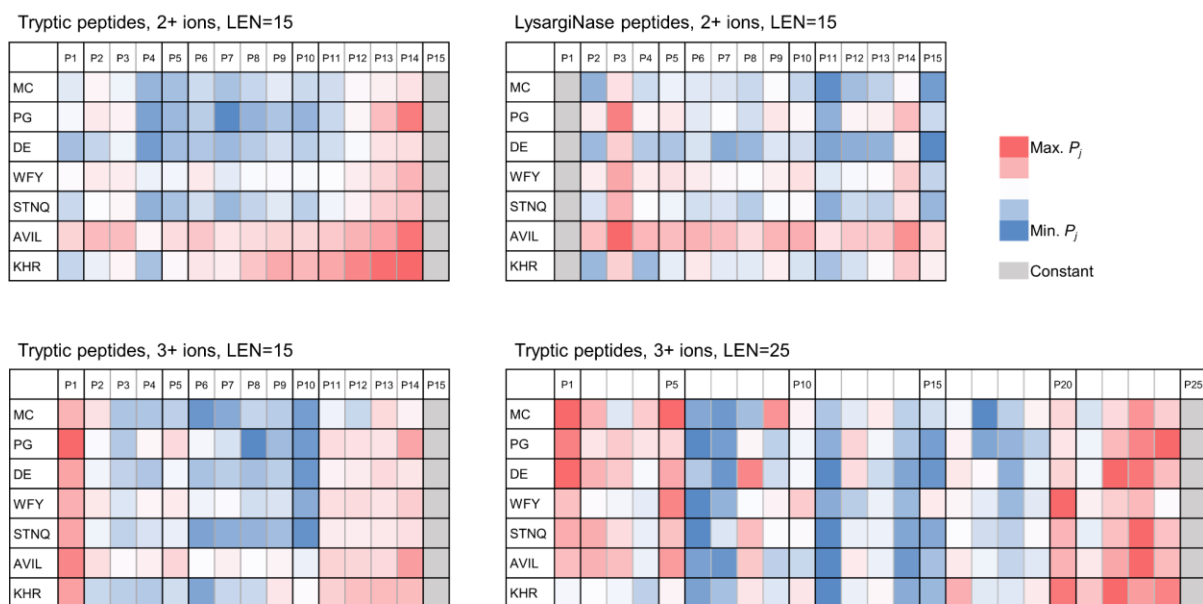 Tryptic peptides, 2+ ions, LEN=15
P1 P2 P3 P4 P5 P6 P7 P8 P9 P10 P11 P12 P13 P14 P15
MC
PG
DE
WFY
STNQ
AVIL
KHR
LysargiNase peptides, 2+ ions, LEN=15
P1 P2 P3 P4 P5 P6 P7 P8 P9 P10 P11 P12 P13 P14 P15
MC
PG
DE
WFY
STNQ
AVIL
KHR
Max. Pj
Min. Pj
Constant
Tryptic peptides, 3+ ions, LEN=15
P1 P2 P3 P4 P5 P6 P7 P8 P9 P10 P11 P12 P13 P14 P15
MC
PG
DE
WFY
STNQ
AVIL
KHR
Tryptic peptides, 3+ ions, LEN=25
P1 P5 P10 P15 P20 P25
MC
PG
DE
WFY
STNQ
AVIL
KHR